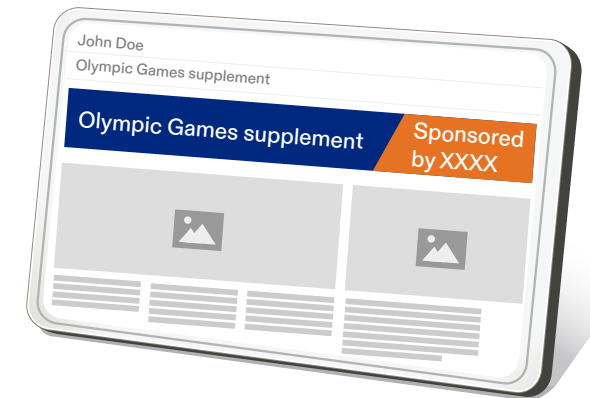 John Doe
Olympic Games supplement
Olympic Games supplement
Sponsored
by XXXX